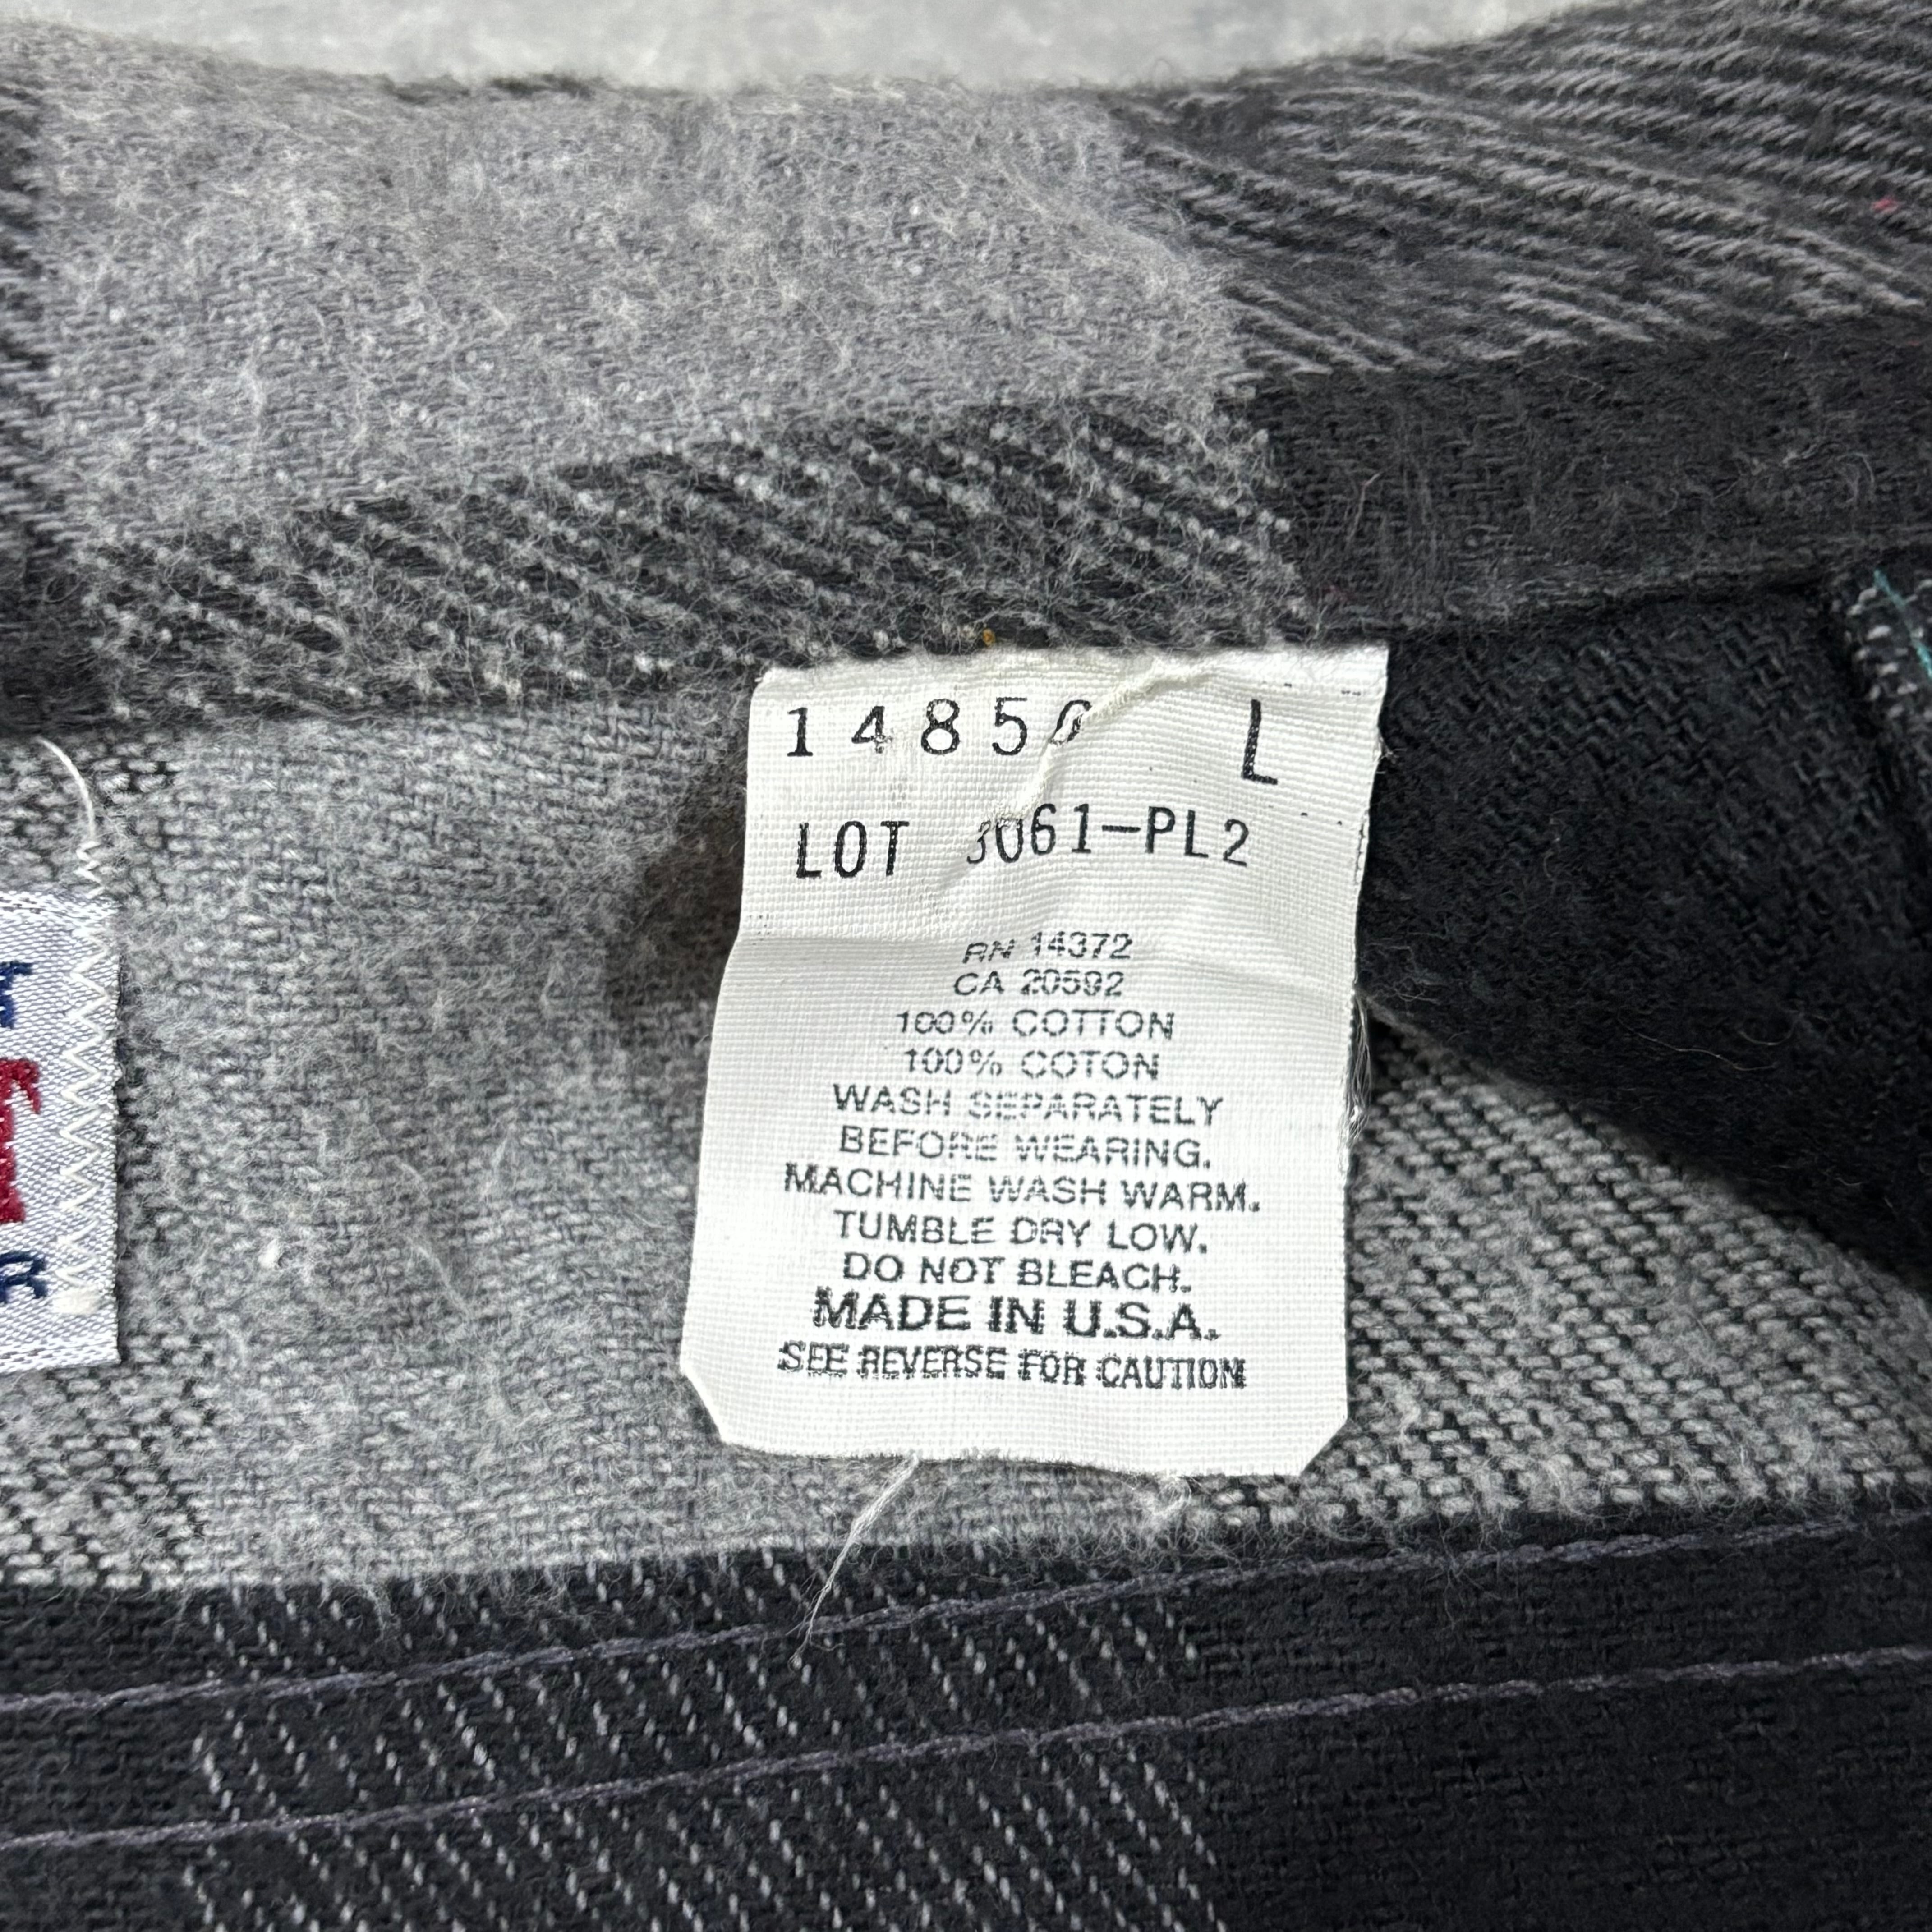 14850 L
LOT 3061-PL2
RN 14372
CA 20592
100% COTTON
100% COTON
WASH SEPARATELY
BEFORE WEARING.
MACHINE WASH WARM.
TUMBLE DRY LOW.
DO NOT BLEACH.
MADE IN U.S.A.
SEE REVERSE FOR CAUTION